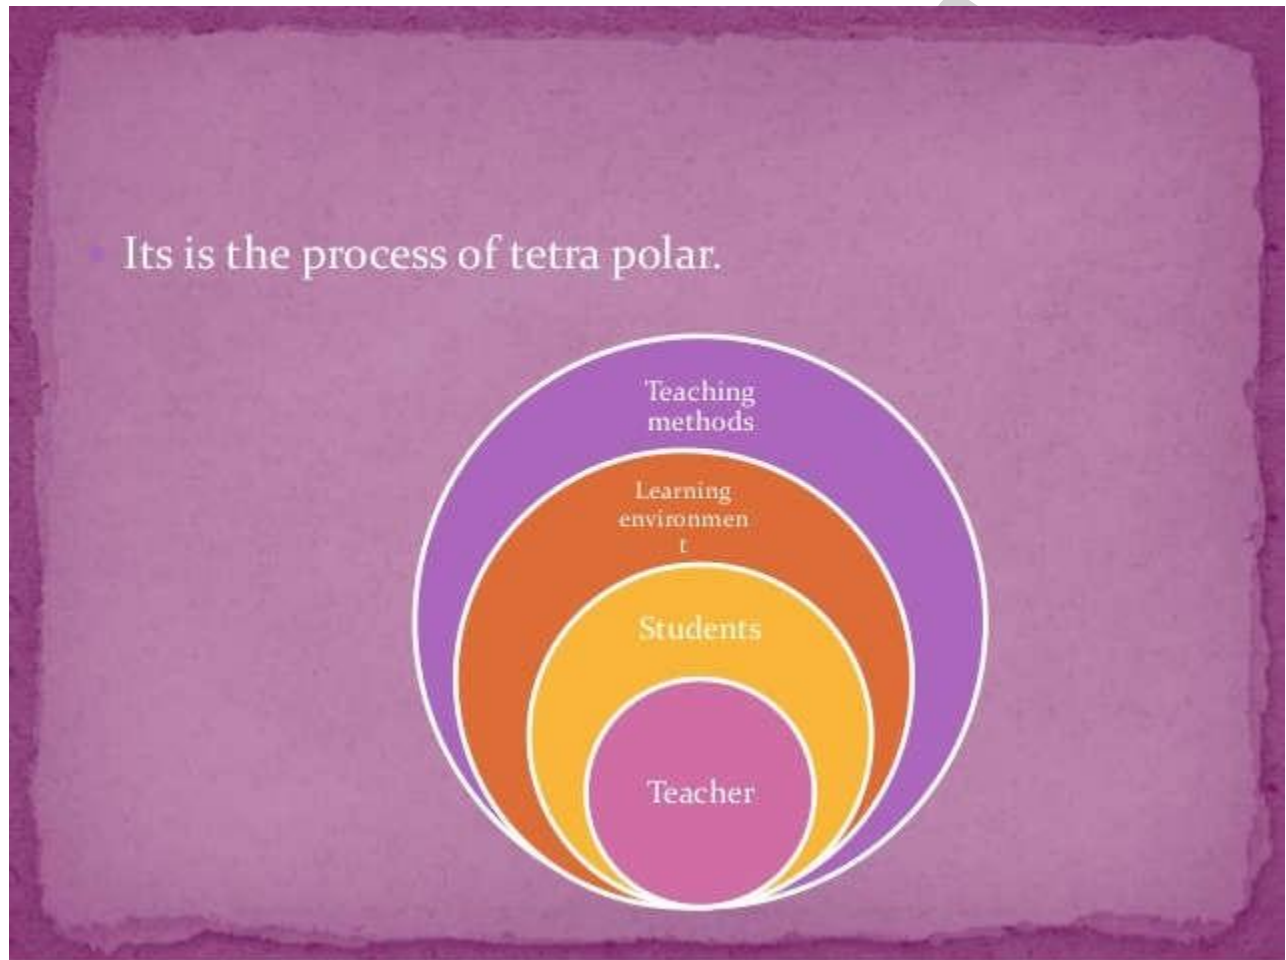 Its is the process of tetra polar.
Teaching
methods
Learning
environmen
t
Students
Teacher